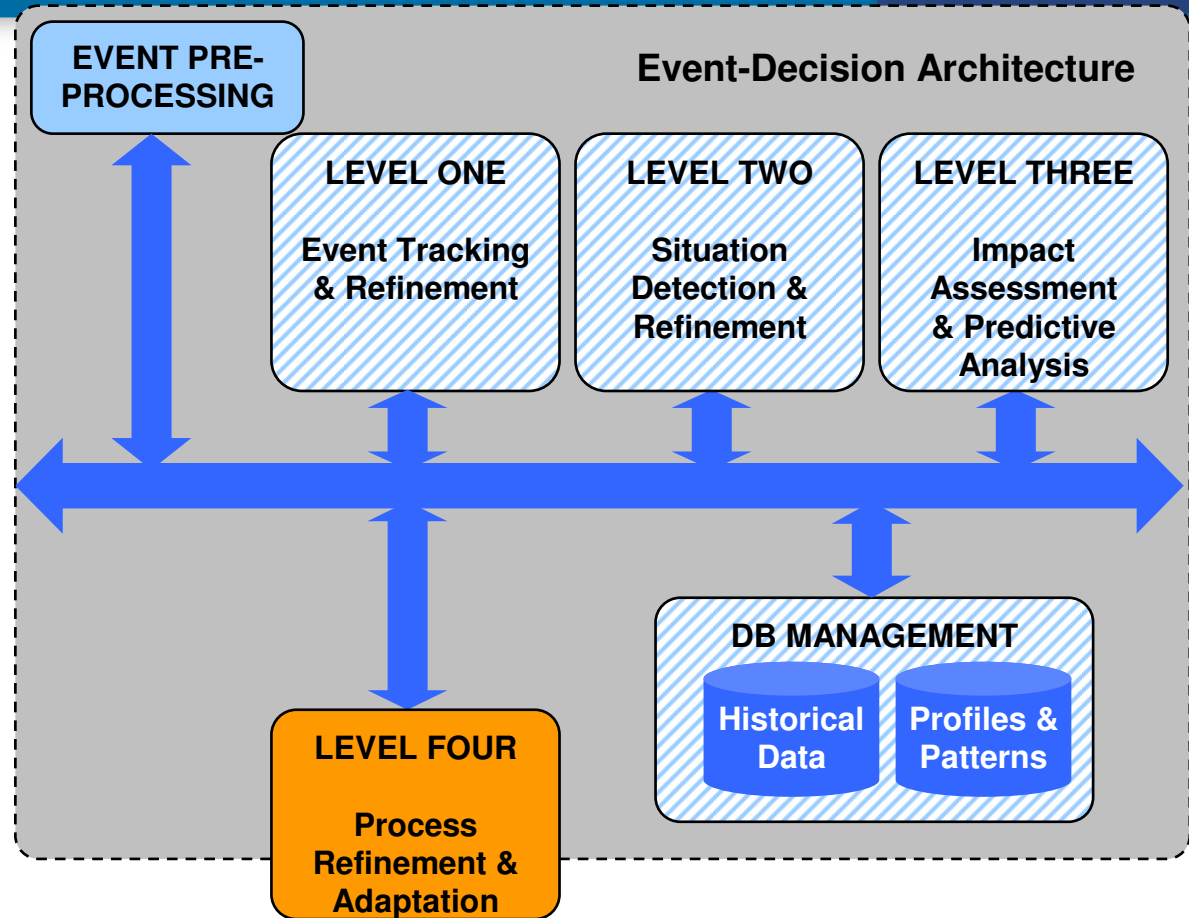 EVENT PRE-
PROCESSING
Event-Decision Architecture
LEVEL ONE
Event Tracking
& Refinement
LEVEL TWO
Situation
Detection &
Refinement
LEVEL THREE
Impact
Assessment
& Predictive
Analysis
DB MANAGEMENT
Historical
Data
Profiles &
Patterns
LEVEL FOUR
Process
Refinement &
Adaptation